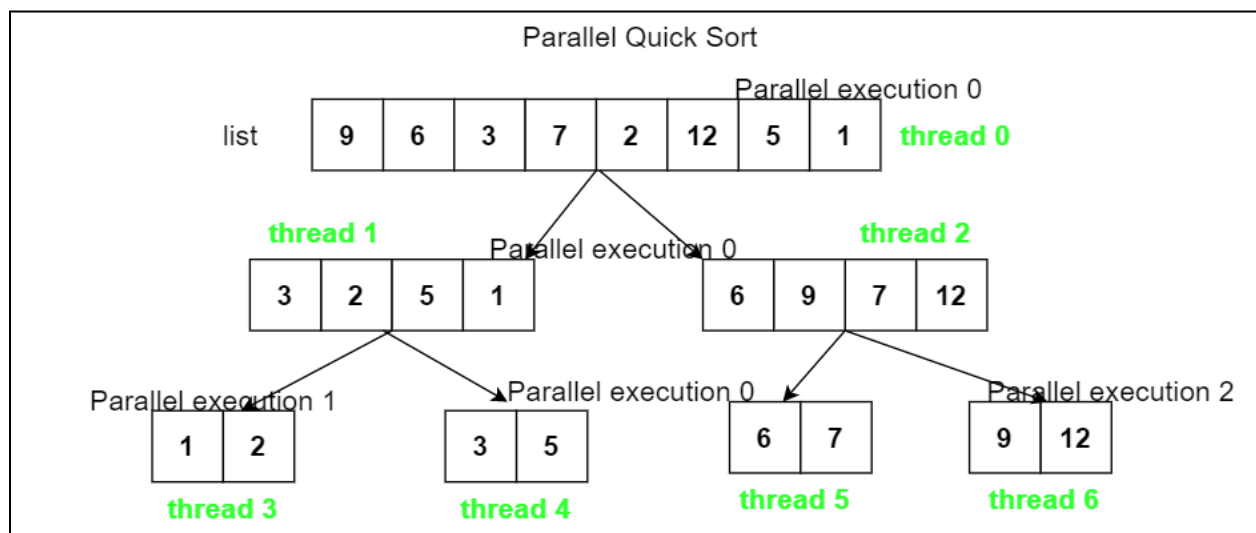 Parallel Quick Sort
Parallel execution 0
list 9 6 3 7 2 12 5 1 thread 0
thread 1 thread 2
Parallel execution 0
3 2 5 1 6 9 7 12
Parallel execution 1 Parallel execution 0 Parallel execution 2
1 2 3 5 6 7 9 12
thread 3 thread 4 thread 5 thread 6